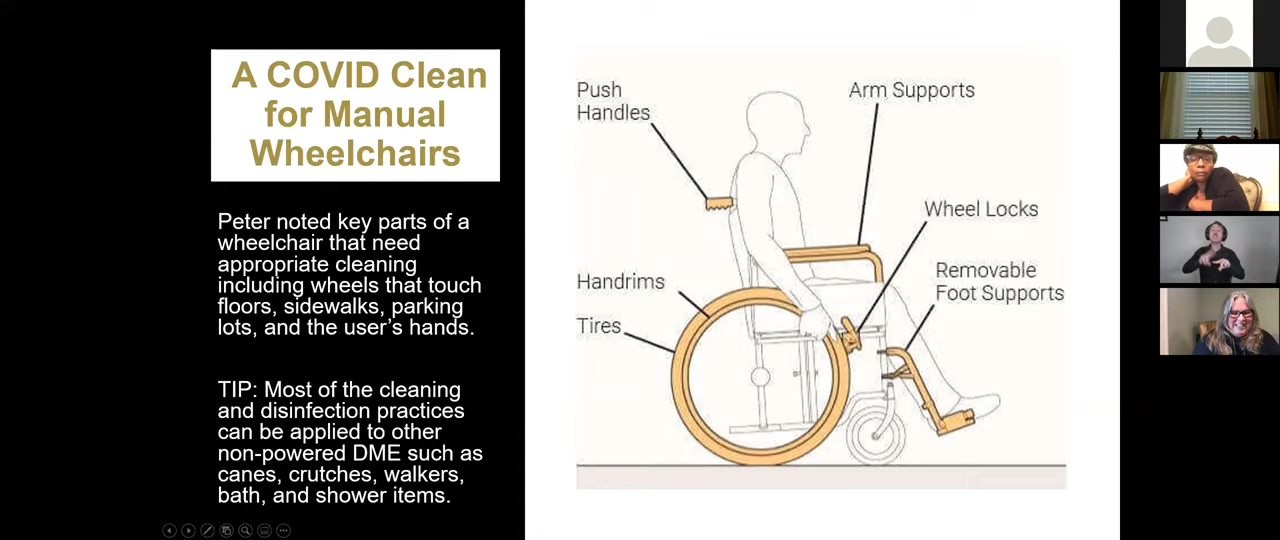 A COVID Clean
for Manual
Wheelchairs
Peter noted key parts of a
wheelchair that need
appropriate cleaning
including wheels that touch
floors, sidewalks, parking
lots, and the user's hands.
TIP: Most of the cleaning
and disinfection practices
can be applied to other
non-powered DME such as
canes, crutches, walkers,
bath, and shower items.
Push
Handles
Arm Supports
Wheel Locks
Removable
Foot Supports
Handrims
Tires